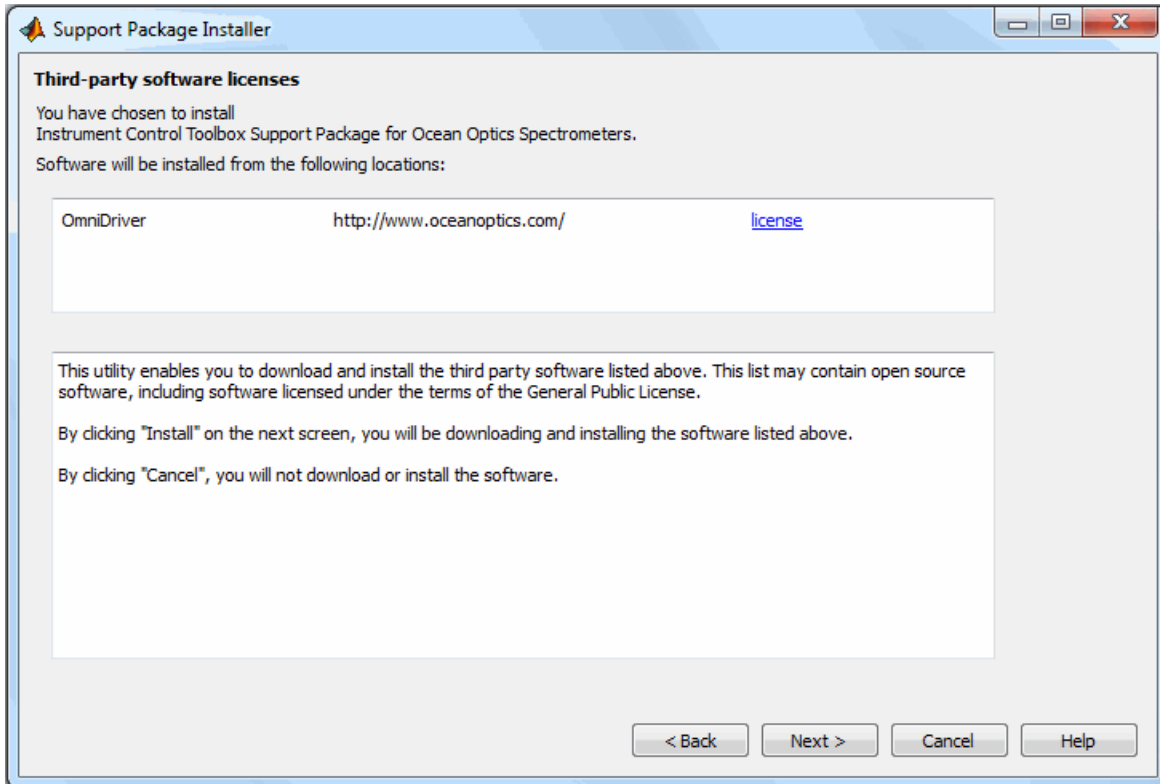 Support Package Installer
Third-party software licenses
You have chosen to install
Instrument Control Toolbox Support Package for Ocean Optics Spectrometers.
Software will be installed from the following locations:
OmniDriver http://www.oceanoptics.com/ license
This utility enables you to download and install the third party software listed above. This list may contain open source
software, including software licensed under the terms of the General Public License.
By clicking "Install" on the next screen, you will be downloading and installing the software listed above.
By clicking "Cancel", you will not download or install the software.
< Back Next > Cancel Help